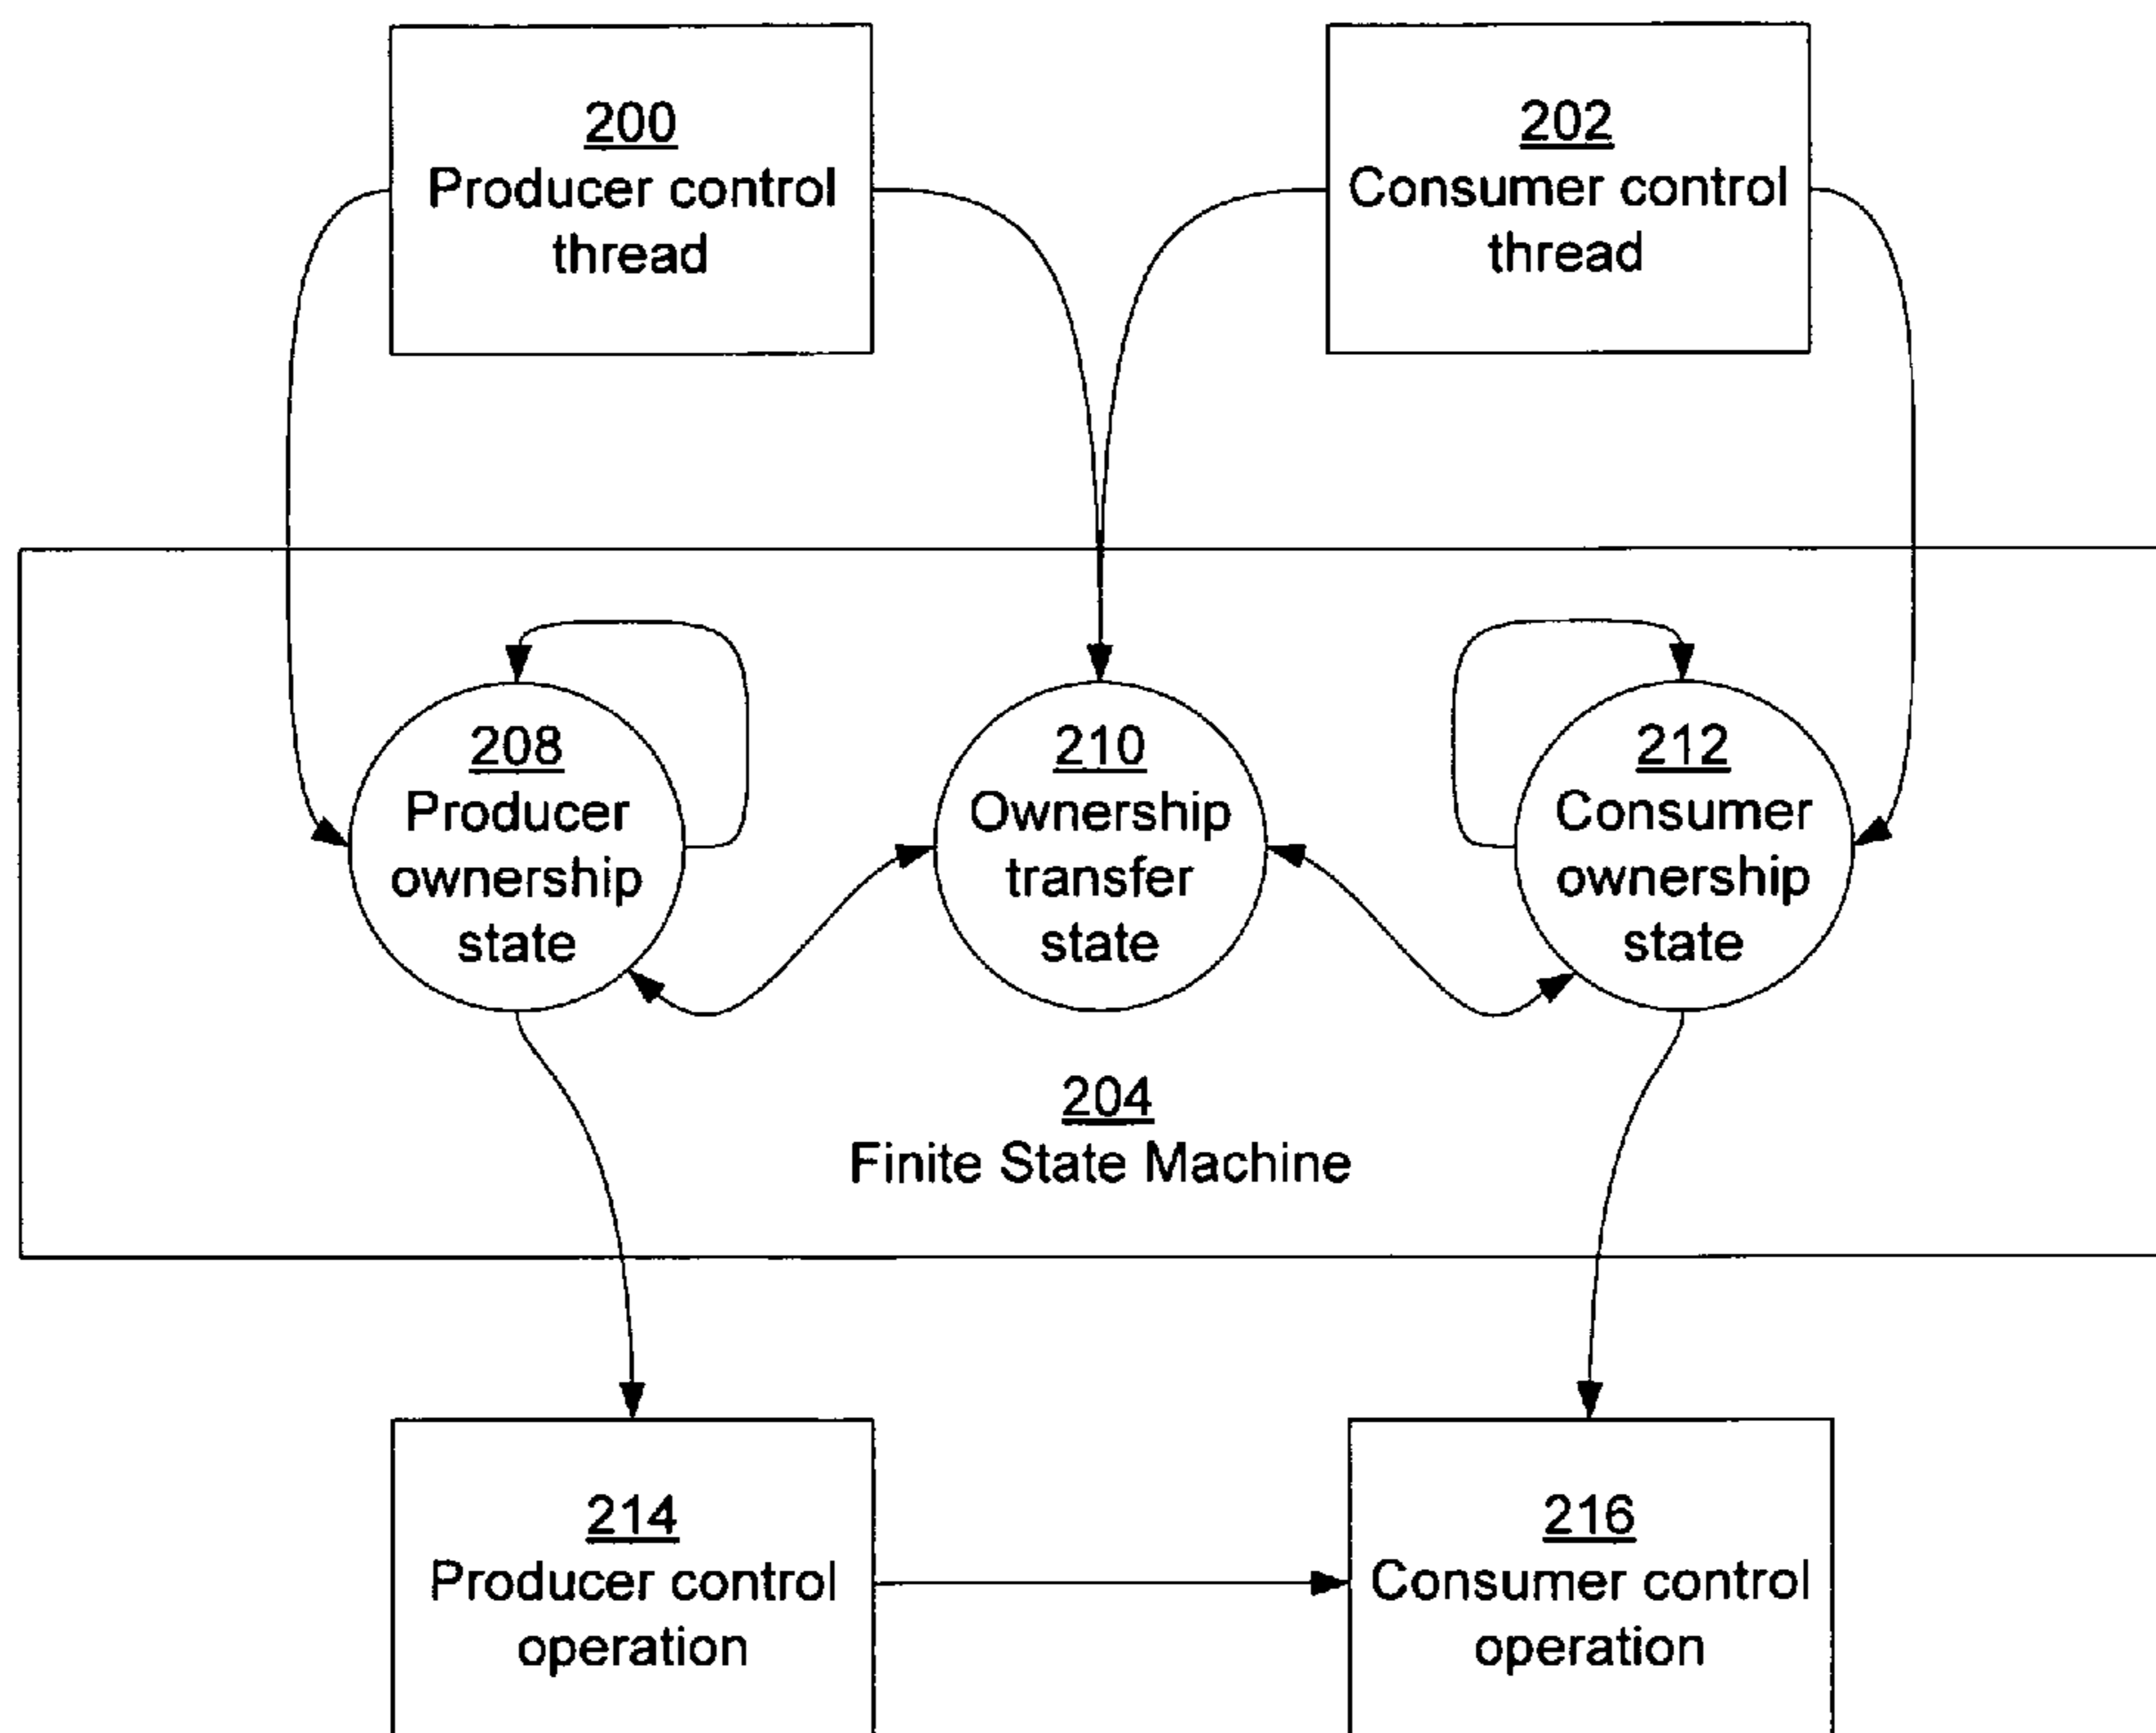 200
Producer control
thread
202
Consumer control
thread
208
Producer
ownership
state
210
Ownership
transfer
state
212
Consumer
ownership
state
204
Finite State Machine
214
Producer control
operation
216
Consumer control
operation